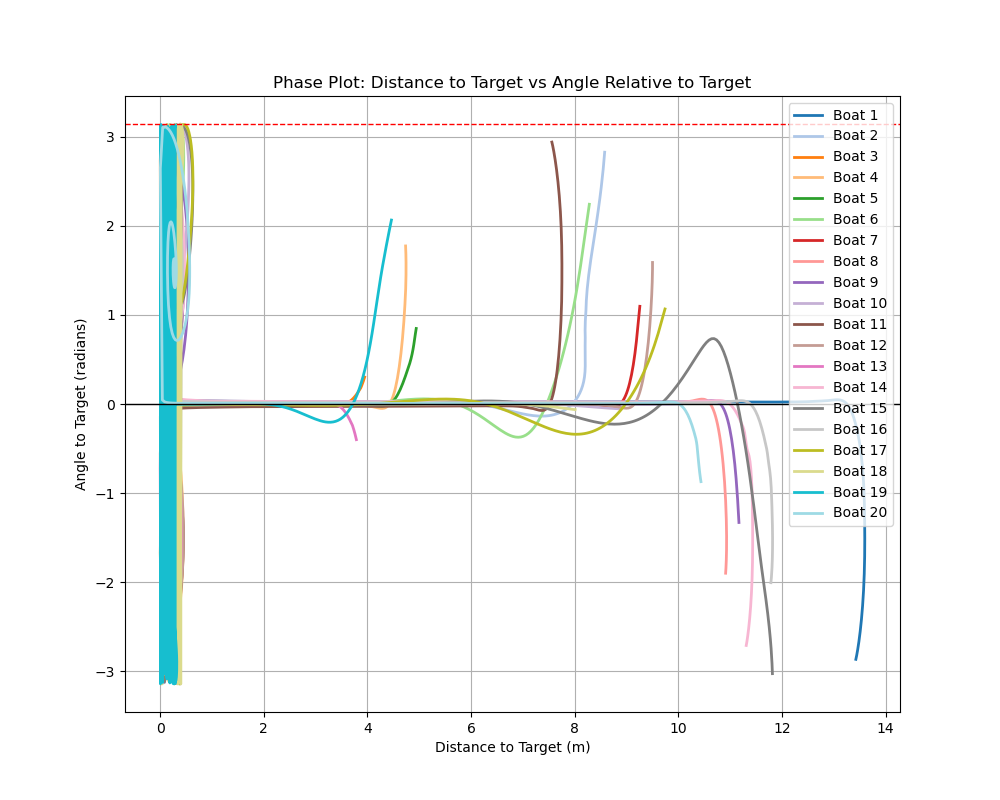 Phase Plot: Distance to Target vs Angle Relative to Target
Angle to Target (radians)
3
2
1
0
−1
−2
−3
0 2 4 6 8 10 12 14
Distance to Target (m)
Boat 1
Boat 2
Boat 3
Boat 4
Boat 5
Boat 6
Boat 7
Boat 8
Boat 9
Boat 10
Boat 11
Boat 12
Boat 13
Boat 14
Boat 15
Boat 16
Boat 17
Boat 18
Boat 19
Boat 20